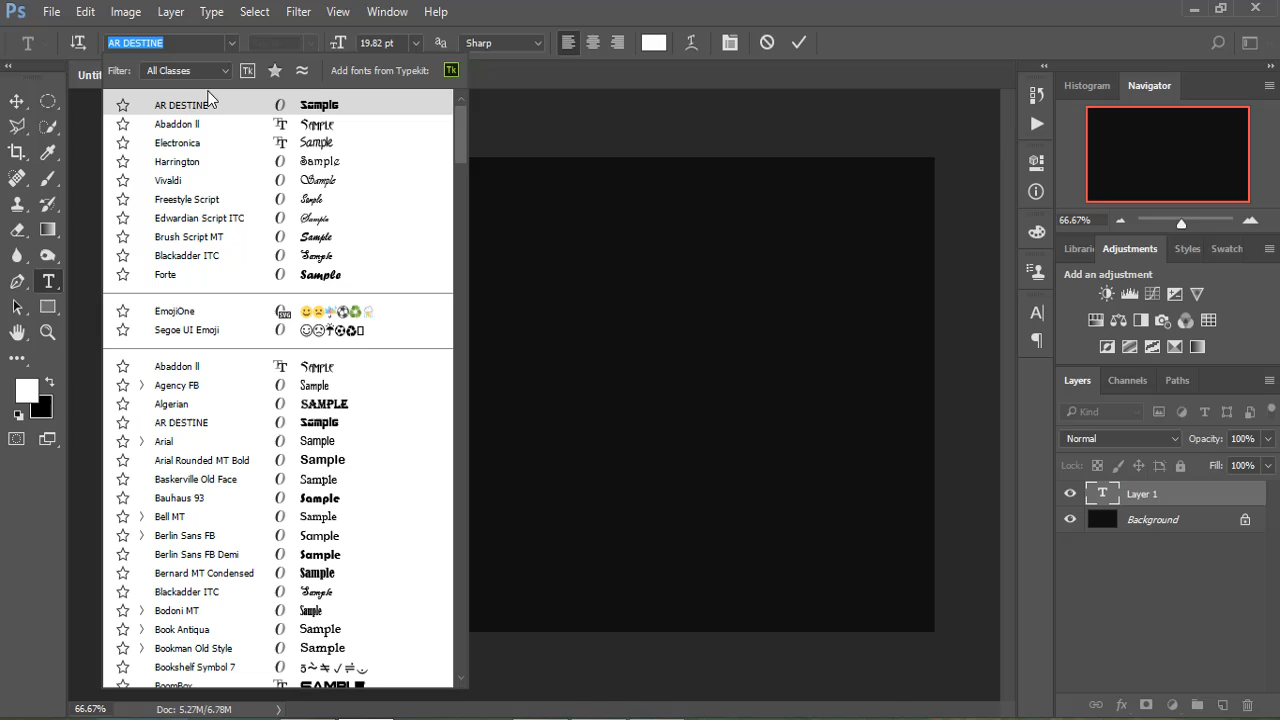 Ps File Edit Image Layer Type Select Filter View Window Help
T AR DESTINE 19.82 pt Sharp
Filter: All Classes Tk Add fonts from Typekit: Tk
Histogram Navigator
AR DESTINE Sample
Abaddon ll Sample
Electronica Sample
Harrington Sample
Vivaldi Sample
Freestyle Script Sample
Edwardian Script ITC Sample
Brush Script MT Sample
Blackadder ITC Sample
Forte Sample
EmojiOne
Segoe UI Emoji
Abaddon ll Sample
Agency FB Sample
Algerian SAMPLE
AR DESTINE Sample
Arial Sample
Arial Rounded MT Bold Sample
Baskerville Old Face Sample
Bauhaus 93 Sample
Bell MT Sample
Berlin Sans FB Sample
Berlin Sans FB Demi Sample
Bernard MT Condensed Sample
Blackadder ITC Sample
Bodoni MT Sample
Book Antiqua Sample
Bookman Old Style Sample
Bookshelf Symbol 7
BoomBox SAMPLE
66.67%
Adjustments Styles
Add an adjustment
Layers Channels Paths
Kind
Normal Opacity: 100%
Lock: Fill: 100%
T Layer 1
Background
66.67% Doc: 5.27M/6.78M